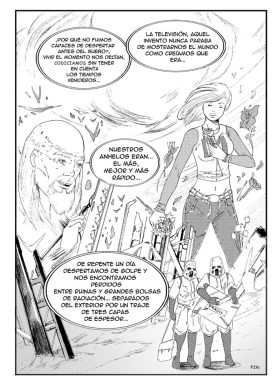 ¿POR QUÉ NO FUIMOS
CAPACES DE DESPERTAR
ANTES DEL SUEÑO?,
VIVIR EL MOMENTO NOS DECÍAN,
CODICIAMOS SIN TENER
EN CUENTA
LOS TIEMPOS
VENIDEROS...
LA TELEVISIÓN, AQUEL
INVENTO NUNCA PARABA
DE MOSTRARNOS EL MUNDO
COMO CREÍAMOS QUE
ERA...
NUESTROS
ANHELOS ERAN...
EL MÁS,
MEJOR Y MÁS
RÁPIDO...
DE REPENTE UN DÍA
DESPERTAMOS DE GOLPE Y
NOS ENCONTRAMOS
PERDIDOS
ENTRE RUINAS Y GRANDES BOLSAS
DE RADIACIÓN... SEPARADOS
DEL EXTERIOR POR UN TRAJE
DE TRES CAPAS
DE ESPESOR...
FIN